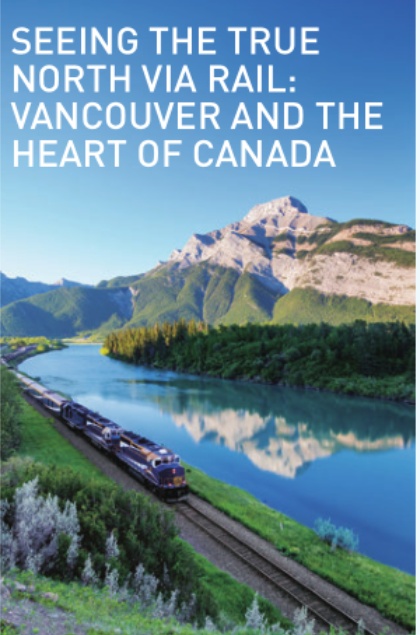 SEEING THE TRUE
NORTH VIA RAIL:
VANCOUVER AND THE
HEART OF CANADA